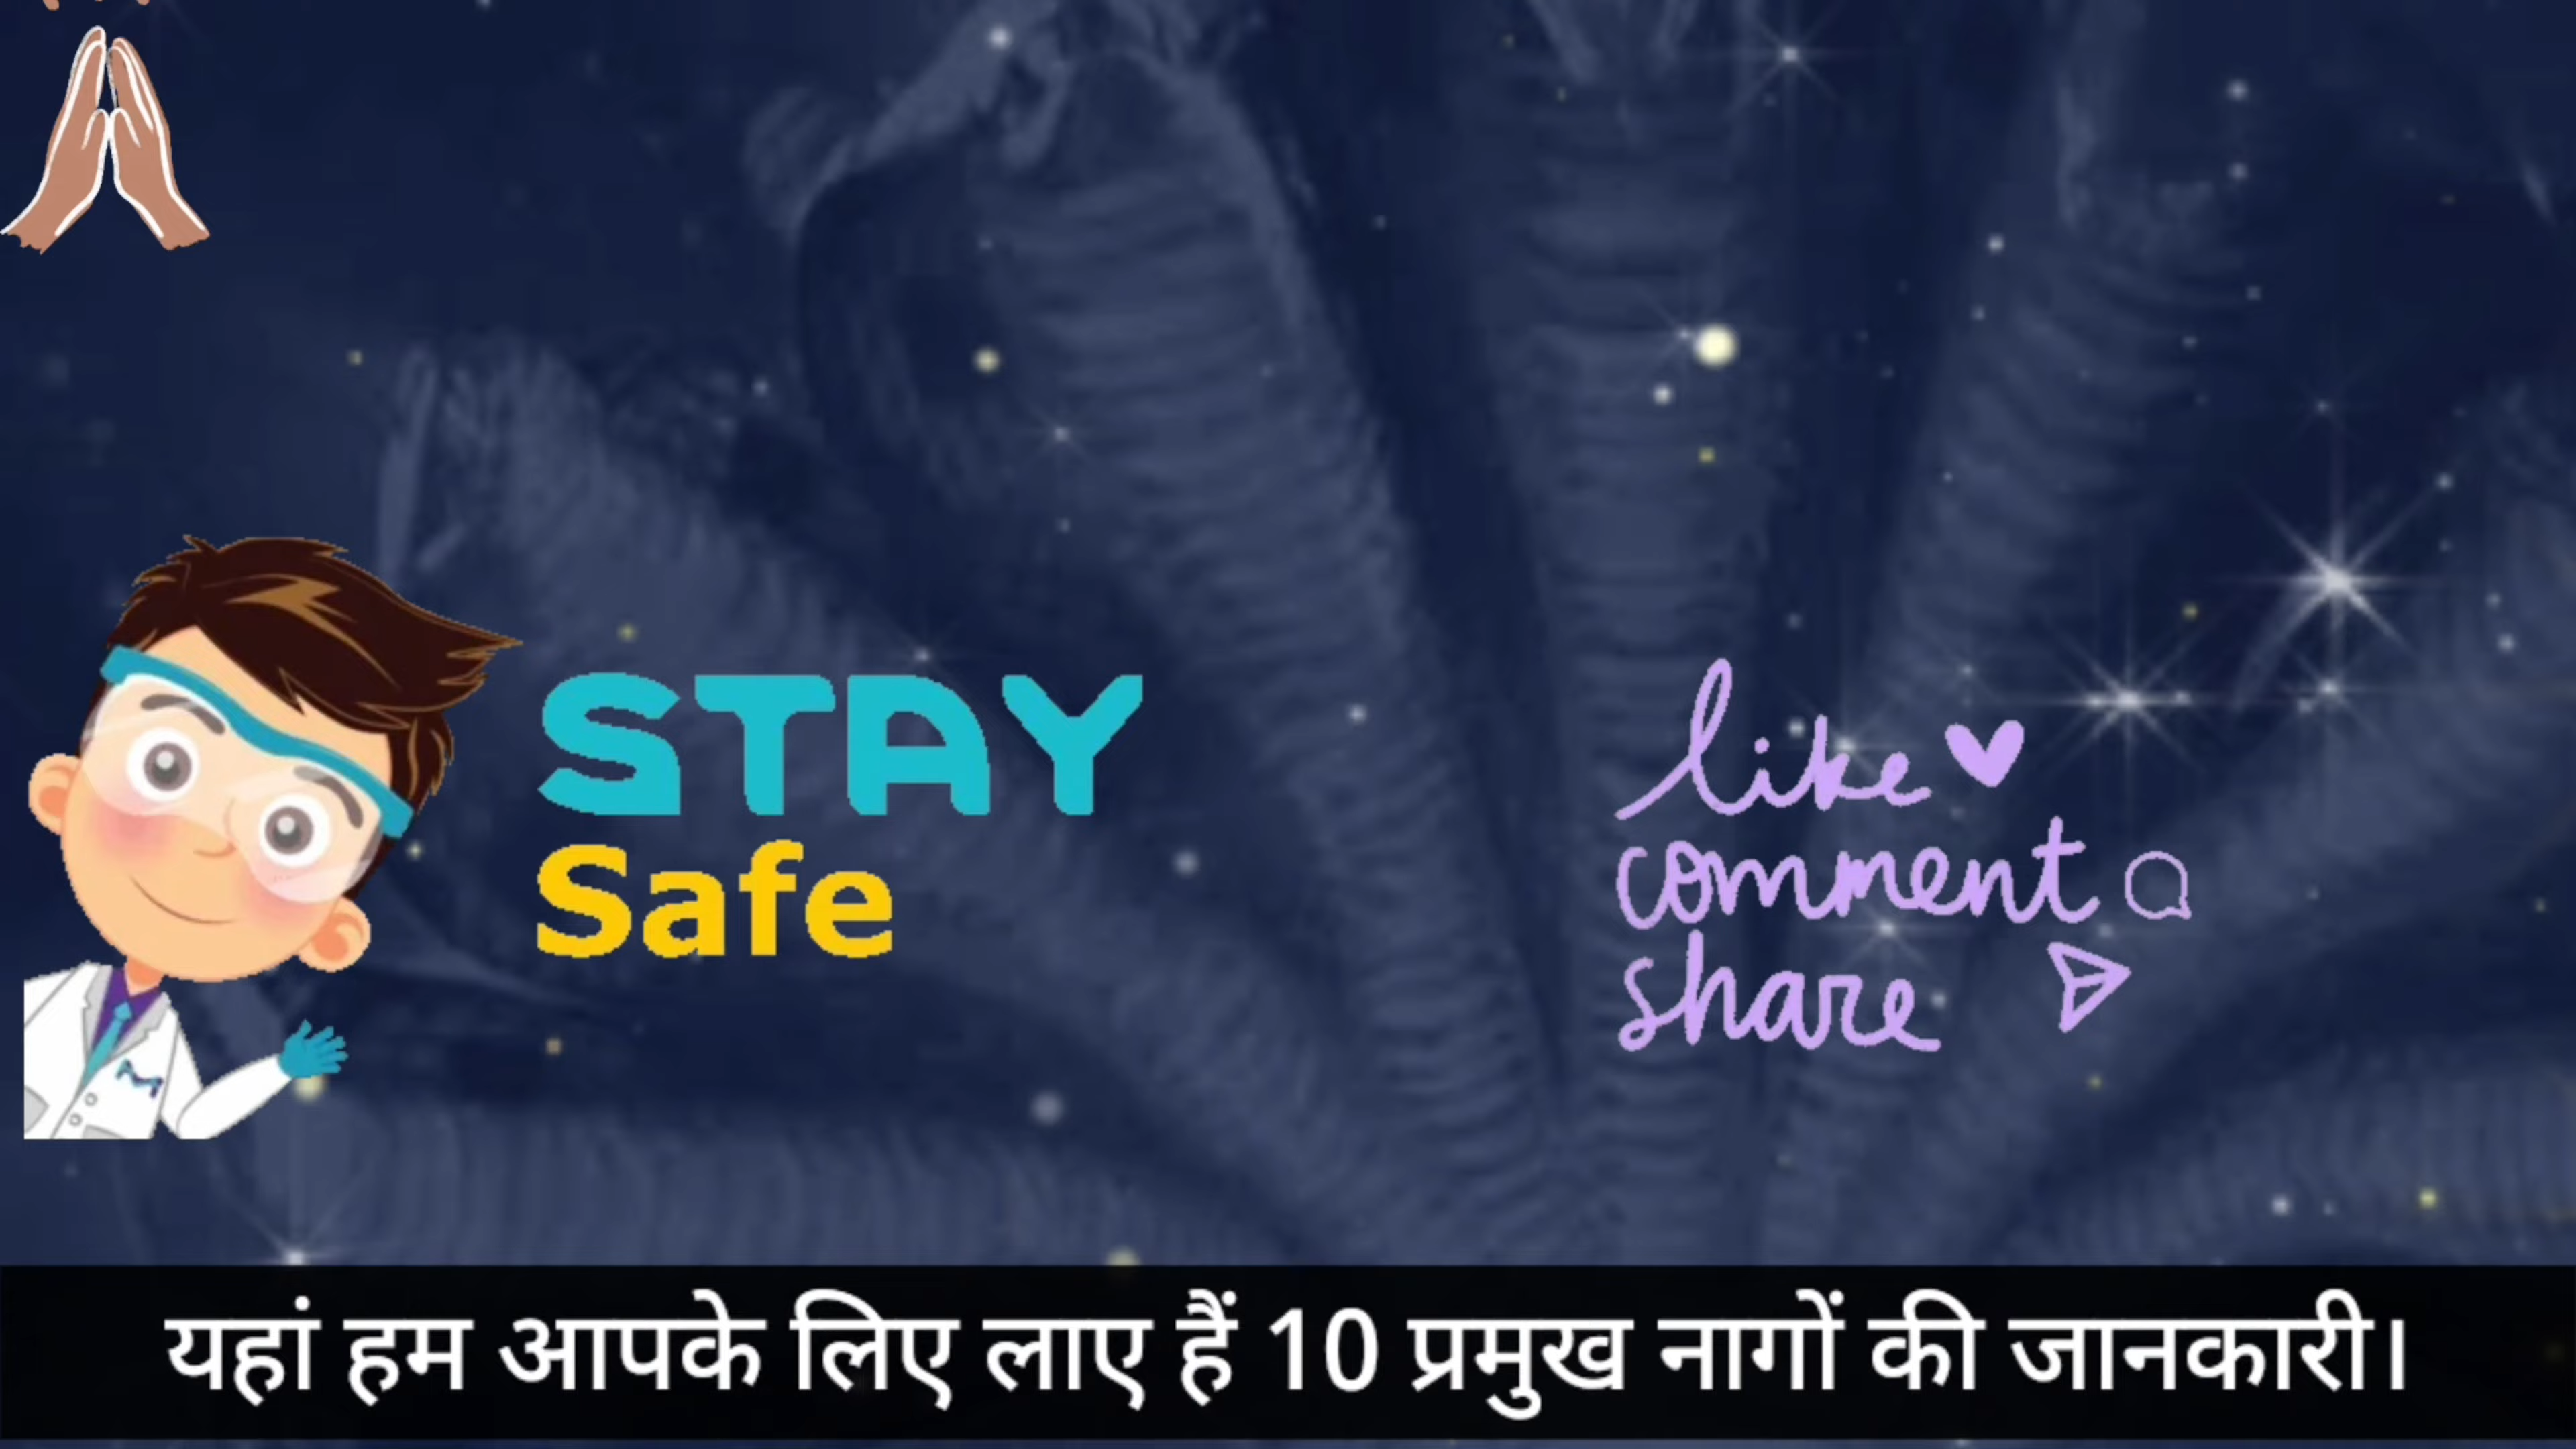 STAY
Safe
like
comment
share
यहां हम आपके लिए लाए हैं 10 प्रमुख नागों की जानकारी।